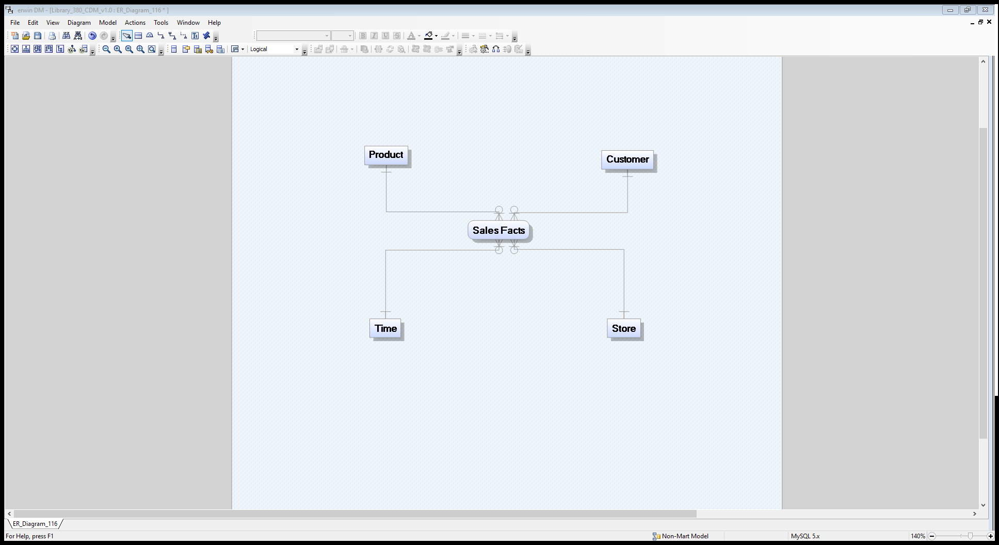 erwin DM - [Library_380_CDM_v1.0 : ER_Diagram_116 * ]
File Edit View Diagram Model Actions Tools Window Help
B I U S A
Logical
Product
Customer
Sales Facts
Time
Store
ER_Diagram_116
For Help, press F1 Non-Mart Model MySQL 5.x 140%